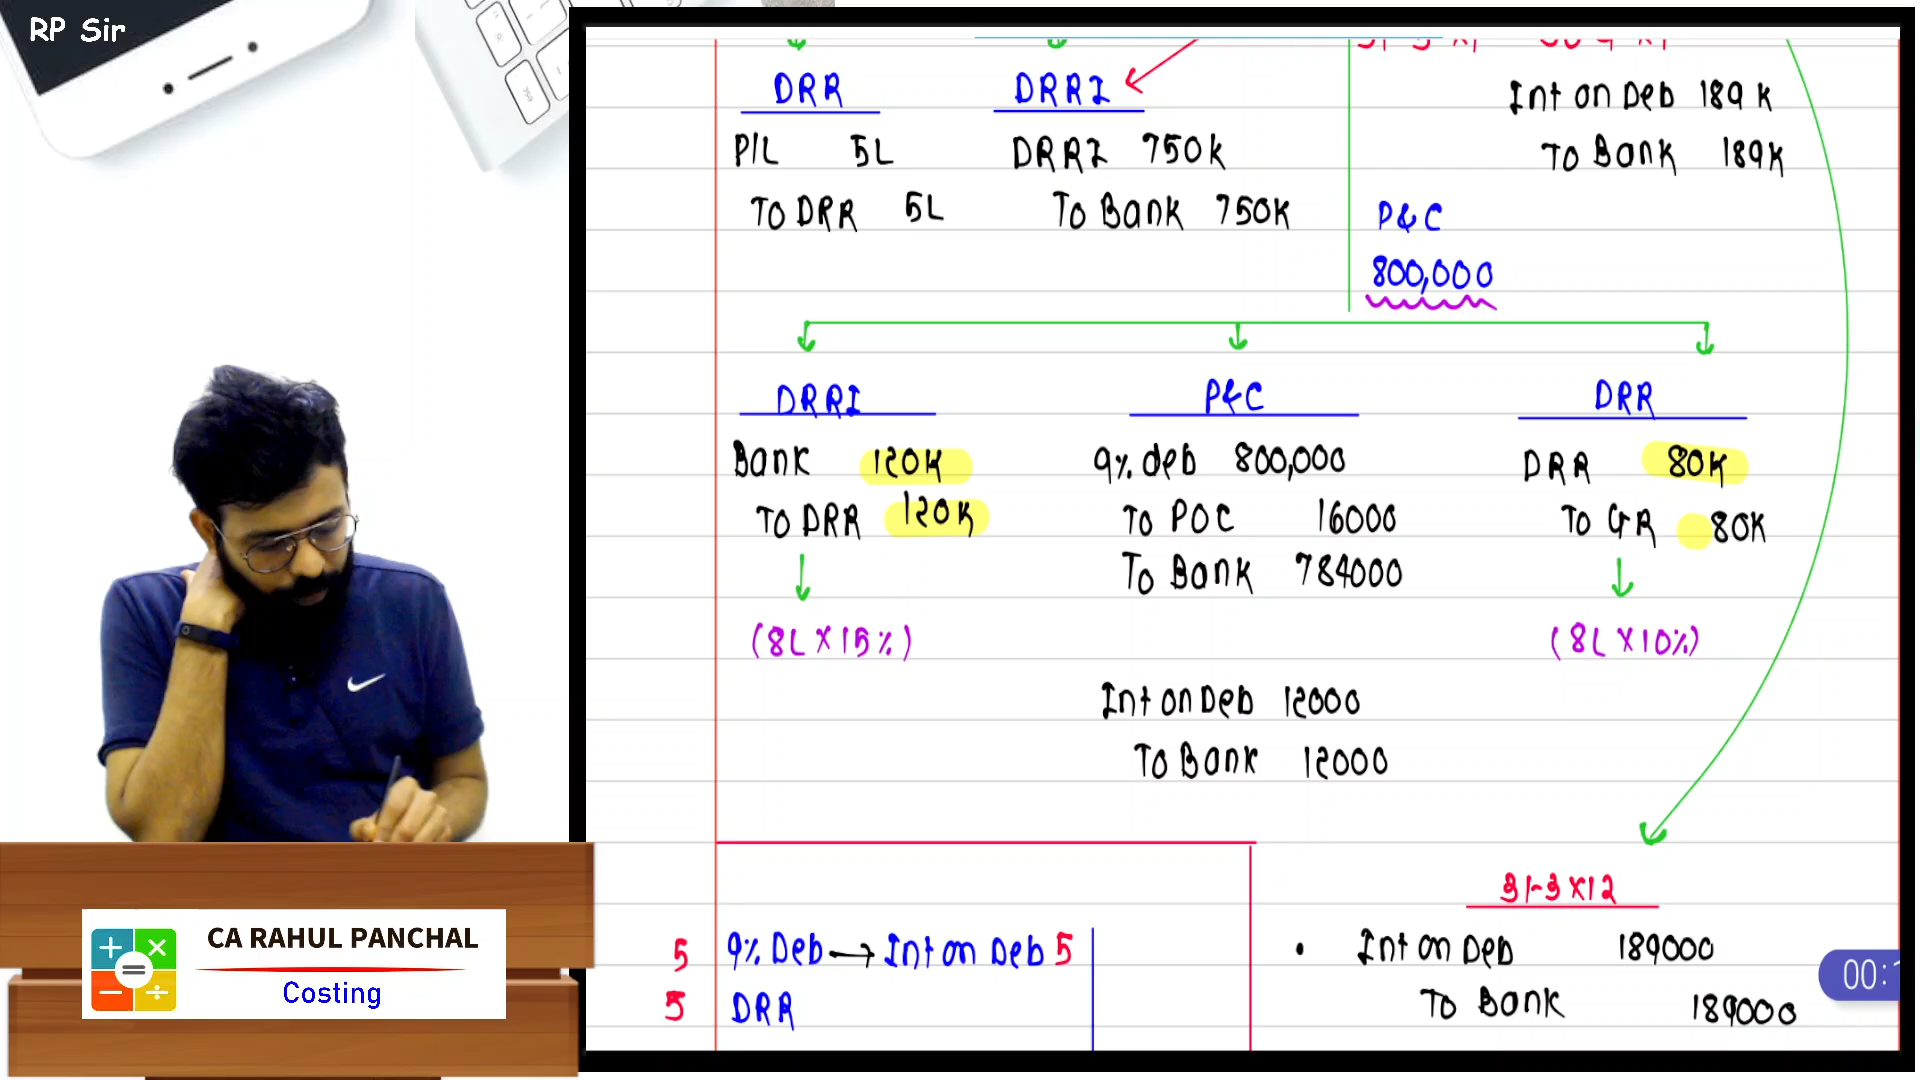 RP Sir
DRR
P/L 5L
To DRR 5L
DRRI
DRRI 750K
To Bank 750K
Int on Deb 189K
To Bank 189K
P&C
800,000
DRRI
Bank 120K
To DRR 120K
(8L X 15%)
P&C
9% deb 800,000
To POC 16000
To Bank 784000
Int on Deb 12000
To Bank 12000
DRR
DRR 80K
To GR 80K
(8L X 10%)
5 9% Deb → Int on Deb 5
5 DRR
31-3 X12
• Int on Deb 189000
To Bank 189000
00:
CA RAHUL PANCHAL
Costing